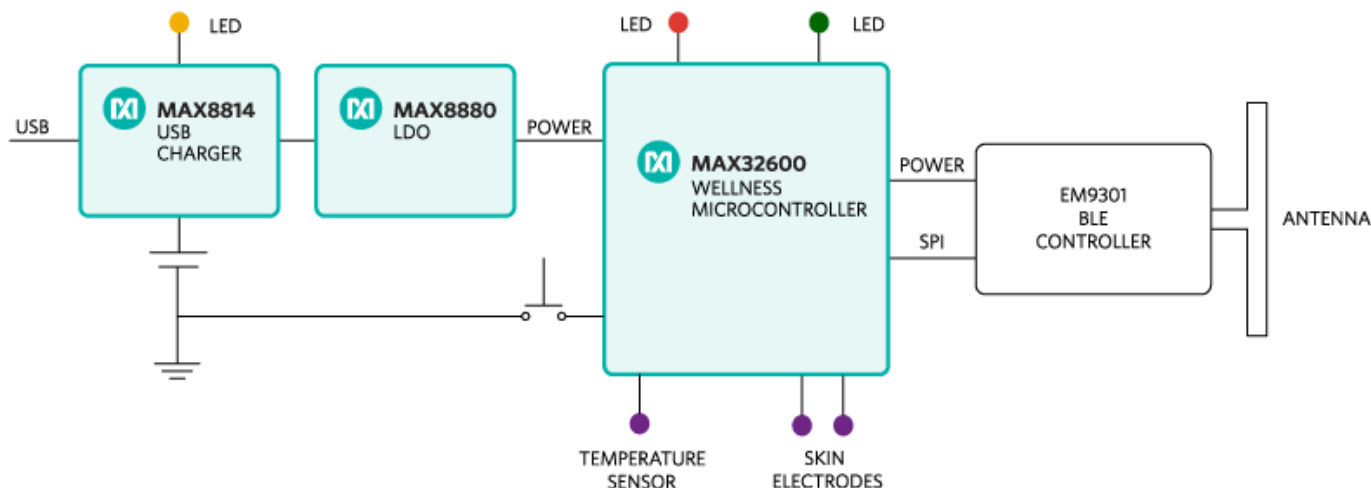 LED
LED
LED
USB
MAX8814
USB
CHARGER
MAX8880
LDO
POWER
MAX32600
WELLNESS
MICROCONTROLLER
POWER
SPI
EM9301
BLE
CONTROLLER
ANTENNA
TEMPERATURE
SENSOR
SKIN
ELECTRODES